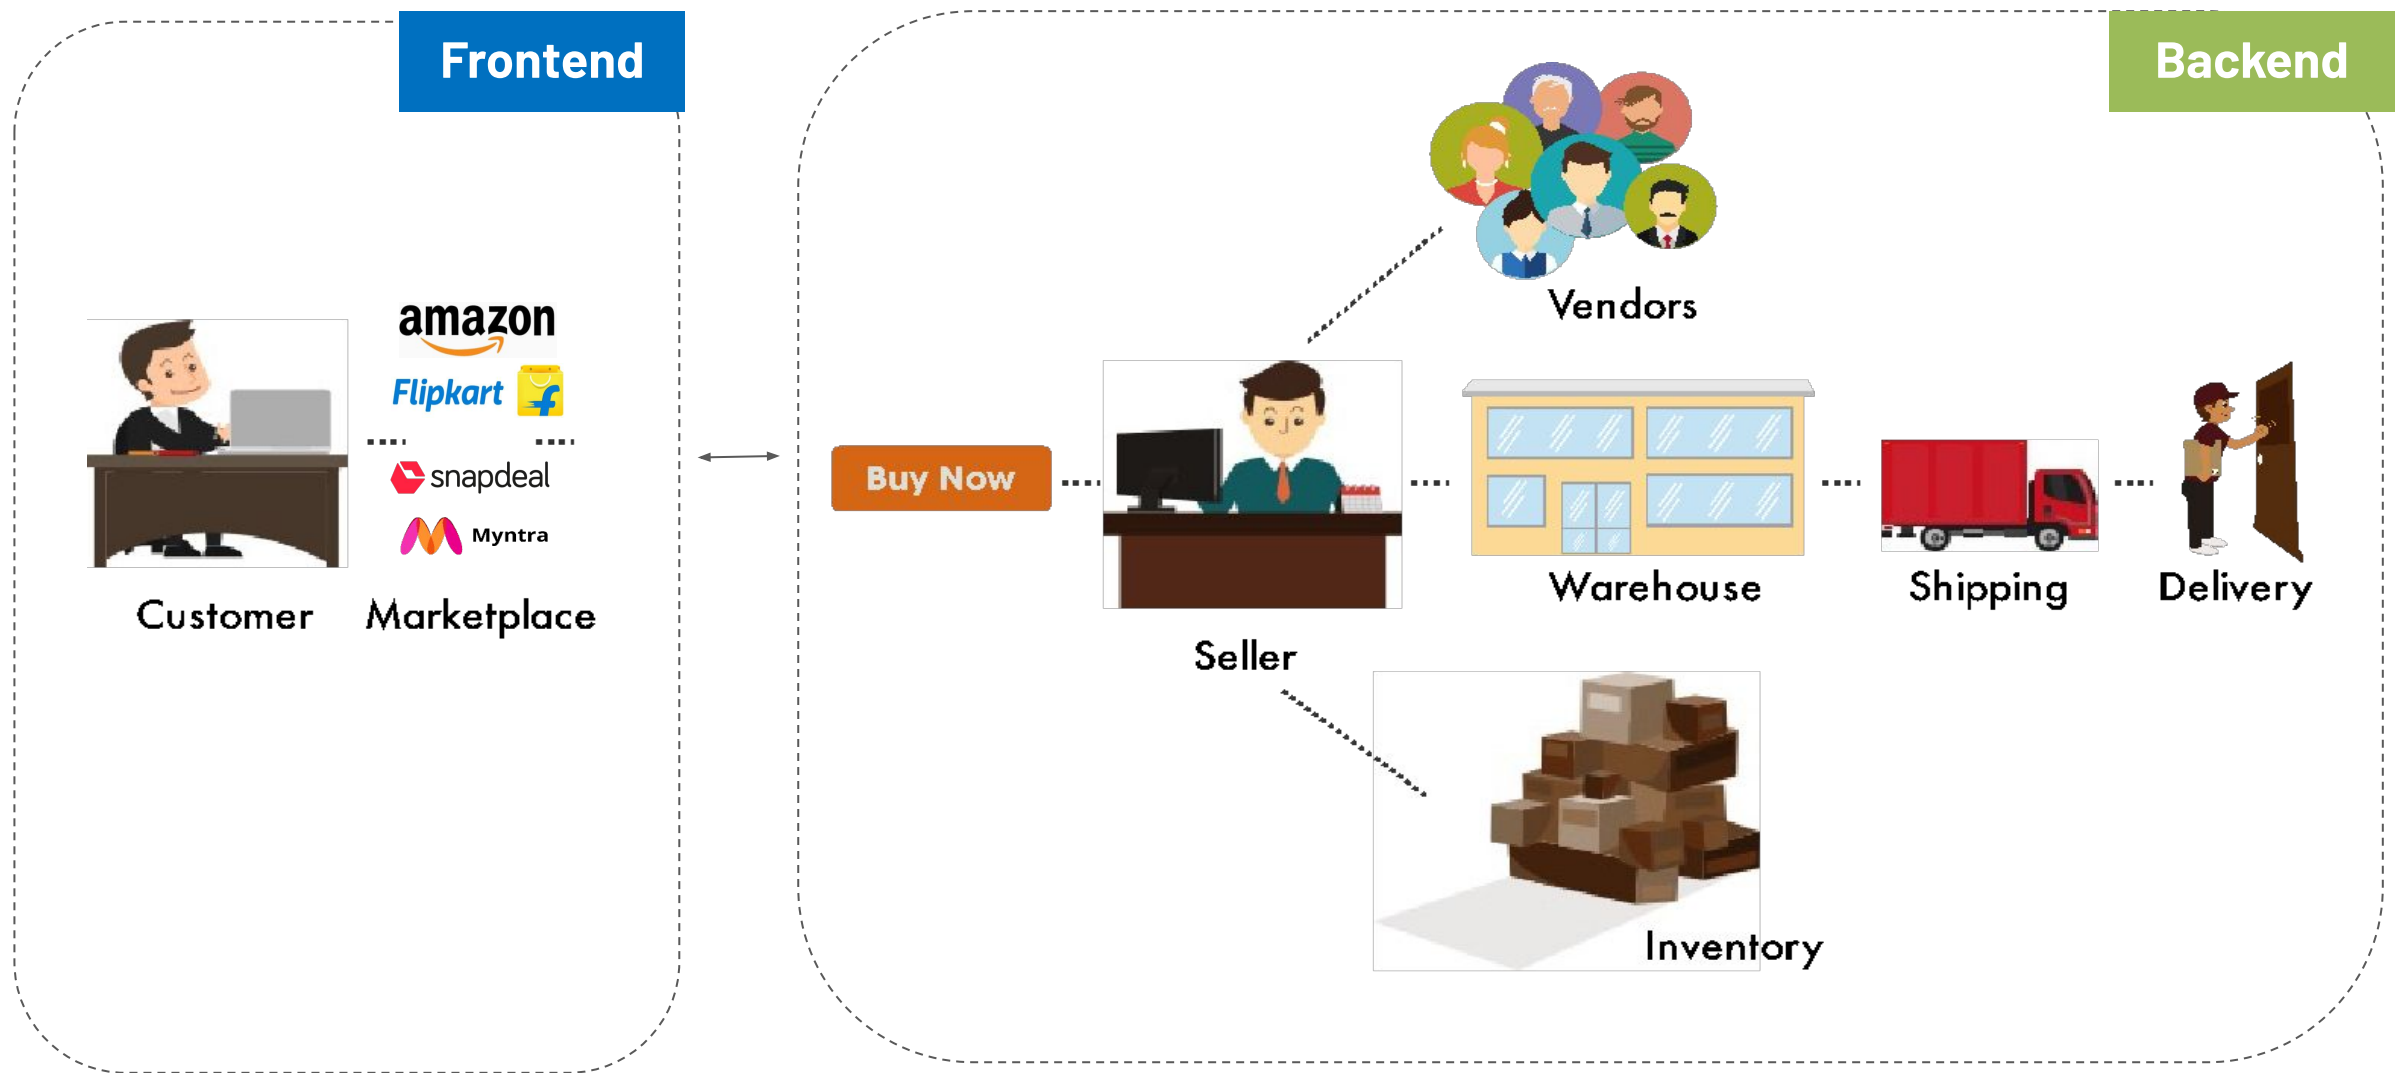 Frontend
Backend
amazon
Flipkart
snapdeal
Myntra
Customer
Marketplace
Buy Now
Seller
Vendors
Warehouse
Shipping
Delivery
Inventory